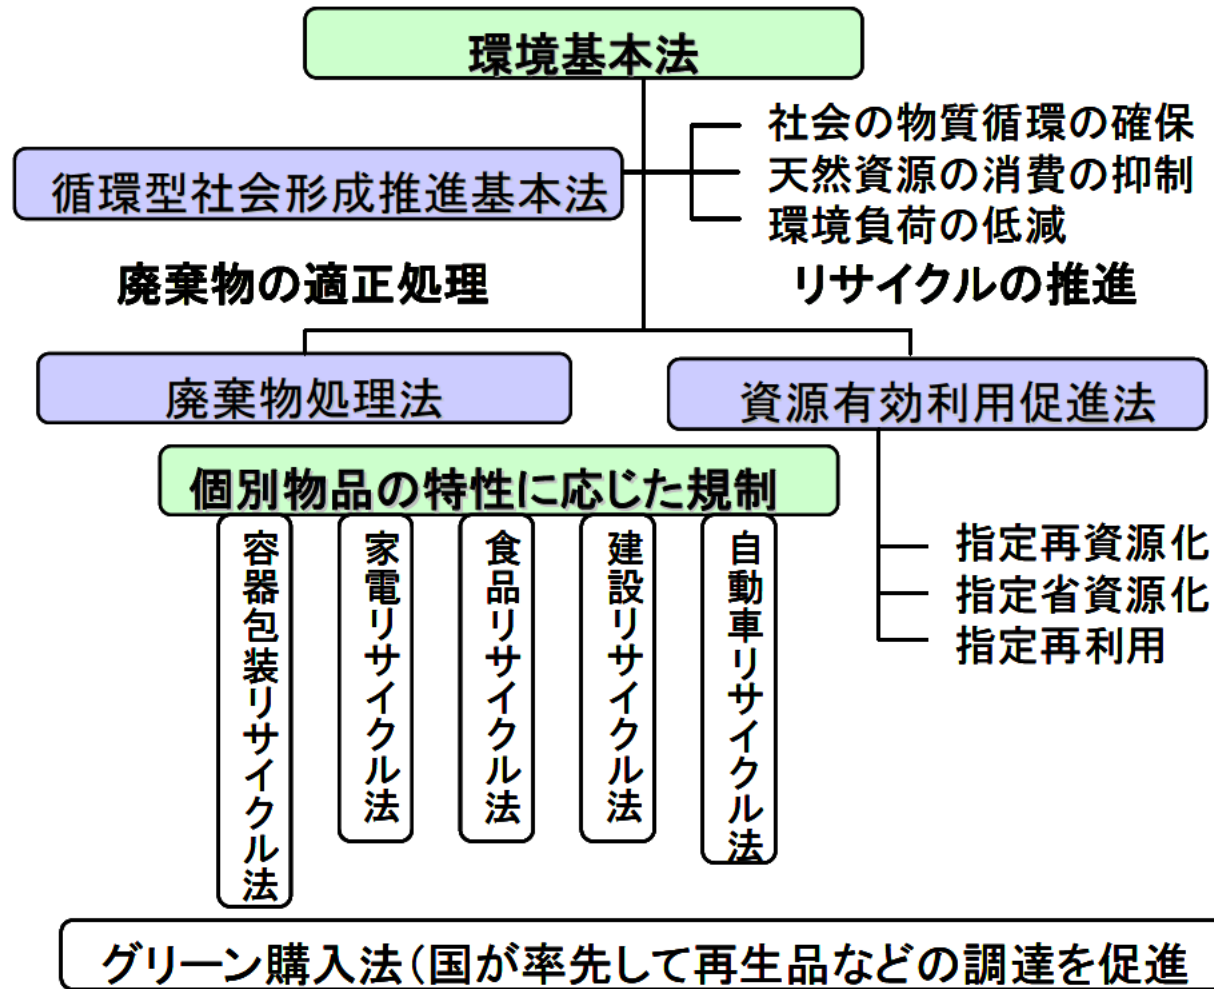 環境基本法
社会の物質循環の確保
循環型社会形成推進基本法
天然資源の消費の抑制
環境負荷の低減
廃棄物の適正処理
リサイクルの推進
廃棄物処理法
資源有効利用促進法
個別物品の特性に応じた規制
容器包装リサイクル法
家電リサイクル法
食品リサイクル法
建設リサイクル法
自動車リサイクル法
指定再資源化
指定省資源化
指定再利用
グリーン購入法(国が率先して再生品などの調達を促進